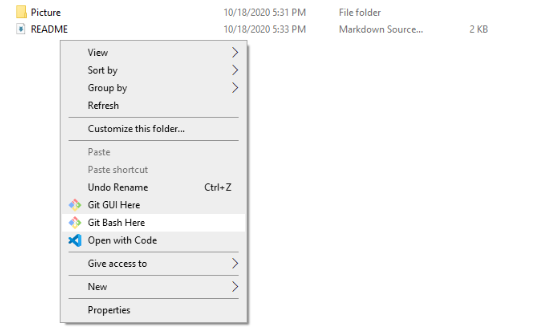 Picture 10/18/2020 5:31 PM File folder
README 10/18/2020 5:33 PM Markdown Source... 2 KB
View
Sort by
Group by
Refresh
Customize this folder...
Paste
Paste shortcut
Undo Rename Ctrl+Z
Git GUI Here
Git Bash Here
Open with Code
Give access to
New
Properties